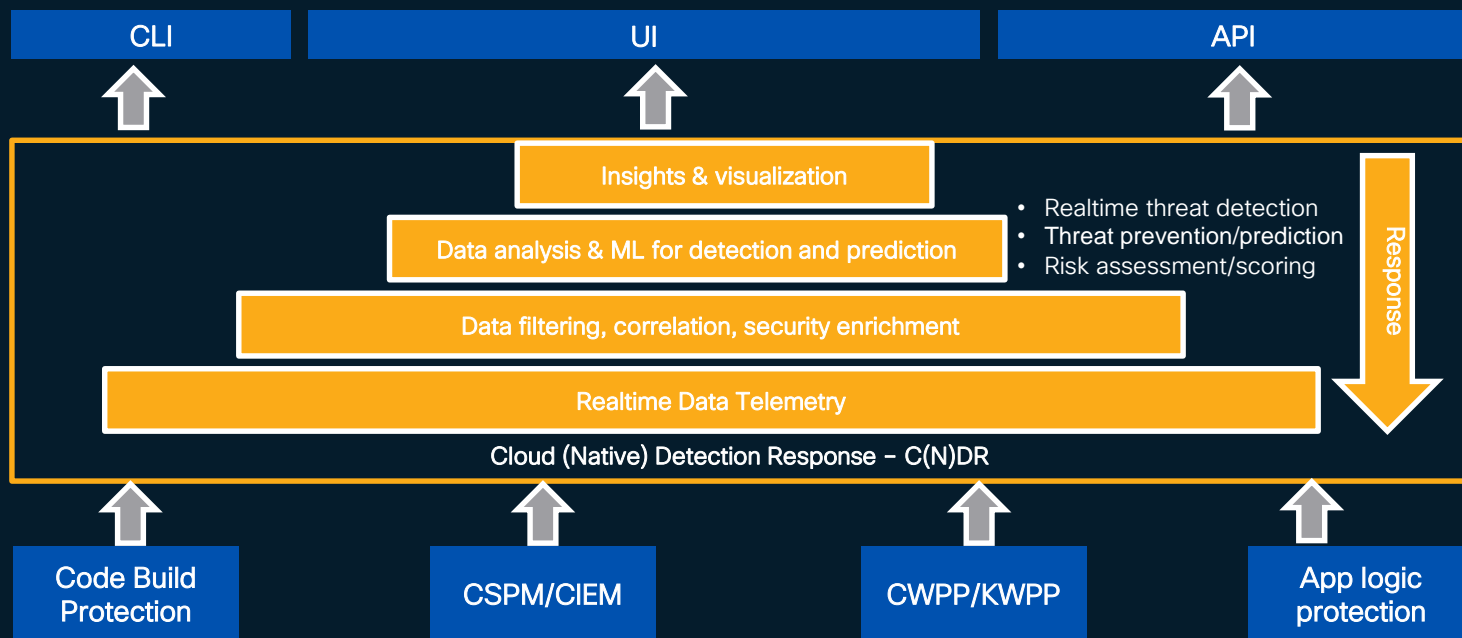 CLI
UI
API
Insights & visualization
Data analysis & ML for detection and prediction
• Realtime threat detection
• Threat prevention/prediction
• Risk assessment/scoring
Response
Data filtering, correlation, security enrichment
Realtime Data Telemetry
Cloud (Native) Detection Response – C(N)DR
Code Build
Protection
CSPM/CIEM
CWPP/KWPP
App logic
protection